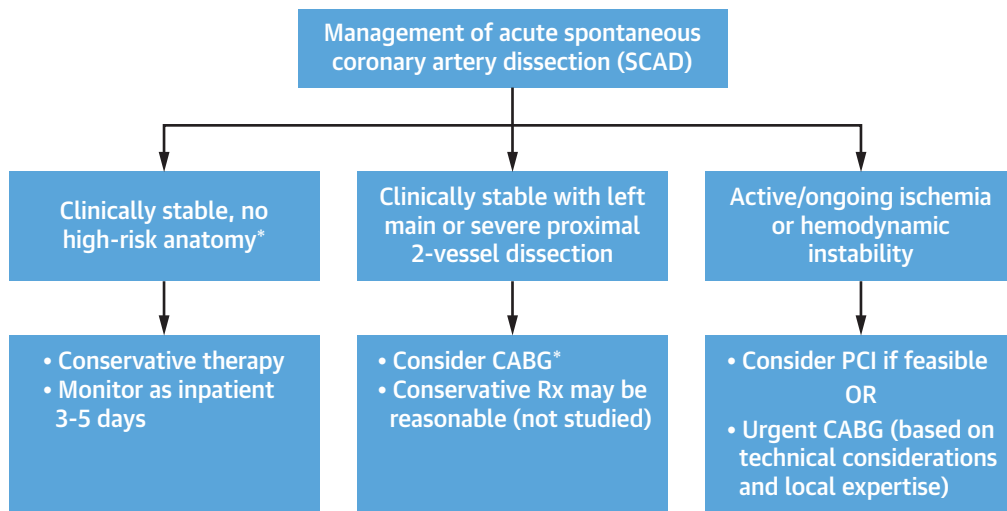 Management of acute spontaneous
coronary artery dissection (SCAD)
Clinically stable, no
high-risk anatomy*
Clinically stable with left
main or severe proximal
2-vessel dissection
Active/ongoing ischemia
or hemodynamic
instability
• Conservative therapy
• Monitor as inpatient
3-5 days
• Consider CABG*
• Conservative Rx may be
reasonable (not studied)
• Consider PCI if feasible
OR
• Urgent CABG (based on
technical considerations
and local expertise)